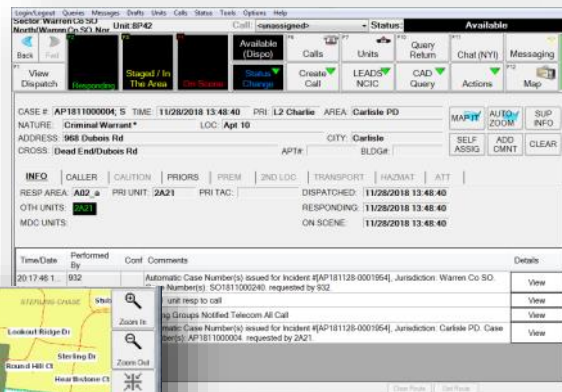 Login/Logout Queries Messages Drafts Units Calls Status Tools Options Help
Sector Warren Co SO Unit: 8P42 Call: <unassigned> Status: Available
North(Warren Co SO Nor
Back Fwd
Available (Dispo) Calls Units Query Return Chat (NYI) Messaging
View Dispatch Responding Staged / In The Area On Scene Status Change Create Call LEADS NCIC CAD Query Actions Map
CASE #: AP1811000004; S TIME: 11/28/2018 13:48:40 PRI: L2 Charlie AREA: Carlisle PD
MAP IT AUTO ZOOM SUP INFO
NATURE: Criminal Warrant* LOC: Apt 10
ADDRESS: 968 Dubois Rd CITY: Carlisle
SELF ASSIG ADD CMNT CLEAR
CROSS: Dead End/Dubois Rd APT#: BLDG#:
INFO CALLER CAUTION PRIORS PREM 2ND LOC TRANSPORT HAZMAT ATT
RESP AREA: A02_a PRI UNIT: 2A21 PRI TAC: DISPATCHED: 11/28/2018 13:48:40
OTH UNITS: 2A21 RESPONDING: 11/28/2018 13:48:40
MDC UNITS: ON SCENE: 11/28/2018 13:48:40
Time/Date Performed By Conf Comments Details
20:17:46 1... 932 Automatic Case Number(s) issued for Incident #[AP181128-0001954], Jurisdiction: Warren Co SO.
Number(s): SO1811000240. requested by 932. View
unit resp to call View
Groups Notified Telecom All Call View
Case Number(s) issued for Incident #[AP181128-0001954], Jurisdiction: Carlisle PD. Case
AP1811000004. requested by 2A21. View
STERLING CHASE
Zoom In
Lookout Ridge Dr
Sterling Dr
Zoom Out
Round Hill Ct
Hearthstone Ct
Clear Route Get Route